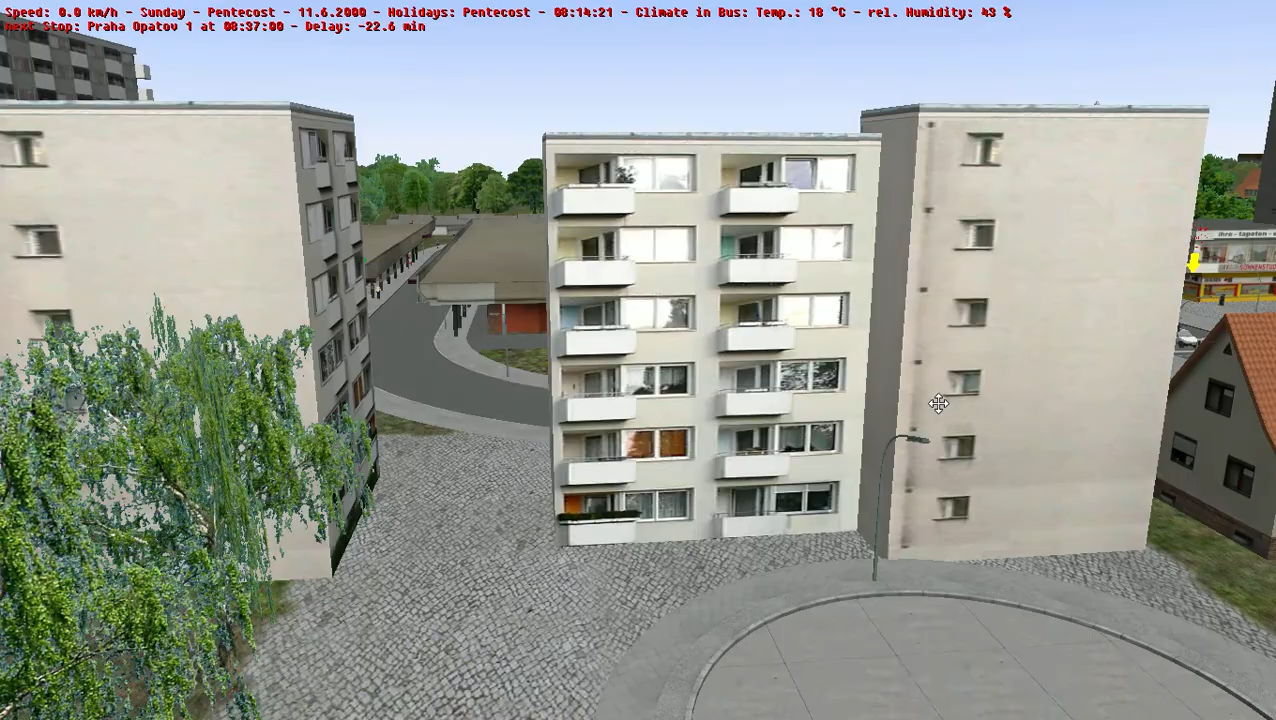 Speed: 0.0 km/h - Sunday - Pentecost - 11.6.2000 - Holidays: Pentecost - 08:14:21 - Climate in Bus: Temp.: 18 °C - rel. Humidity: 43 %
next Stop: Praha Opatov 1 at 08:37:00 - Delay: -22.6 min